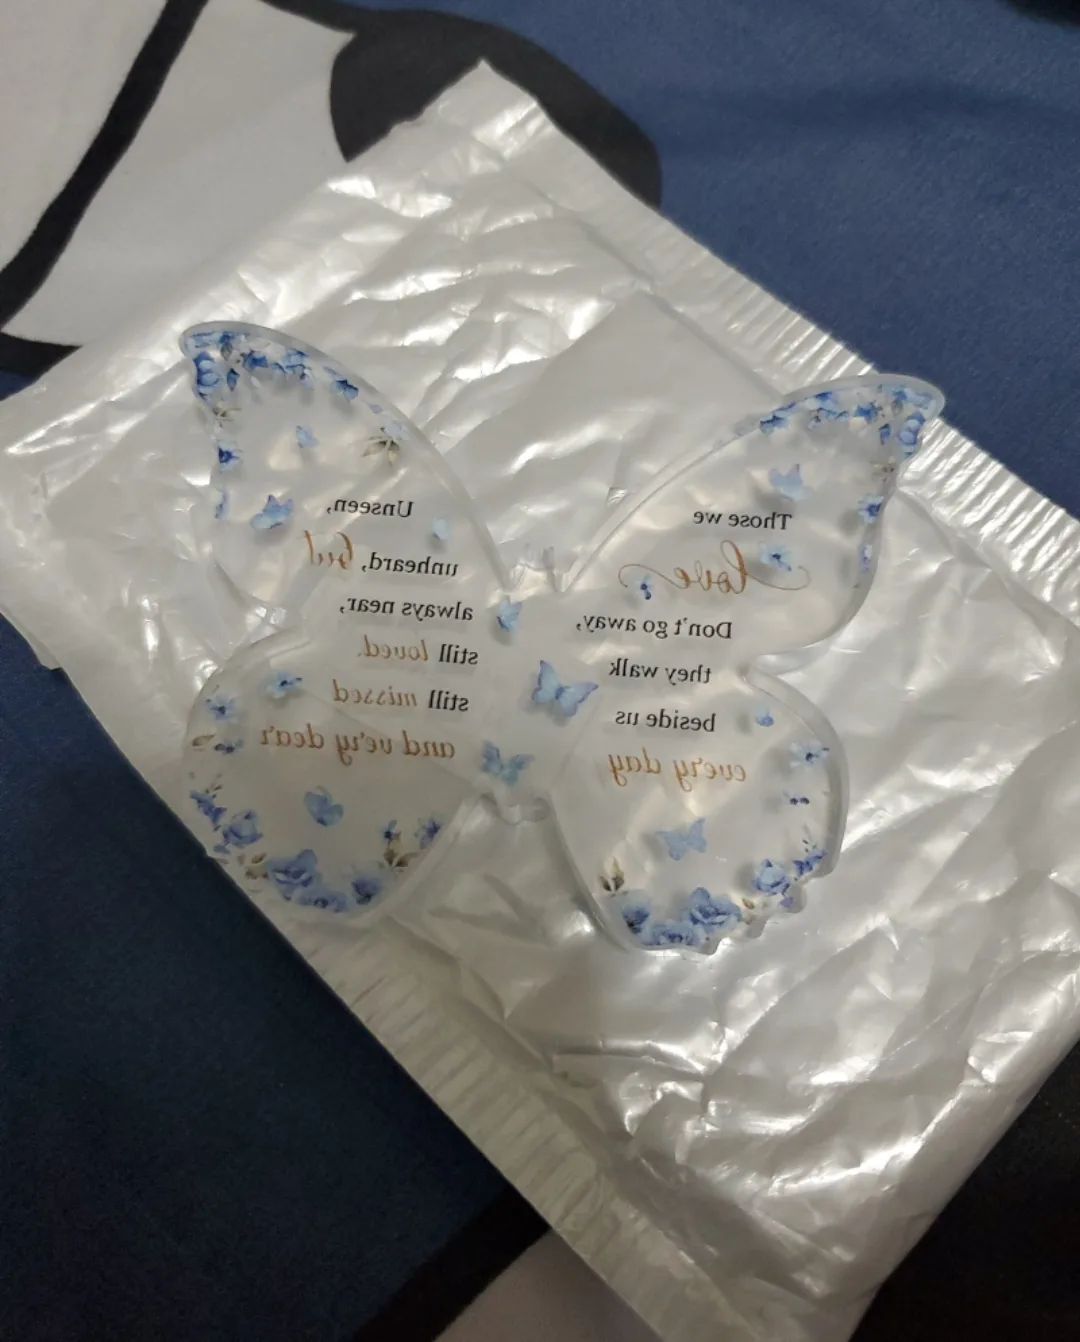 Those we
love
Don't go away,
they walk
beside us
every day
Unseen,
unheard, but
always near,
still loved.
still missed
and very dear